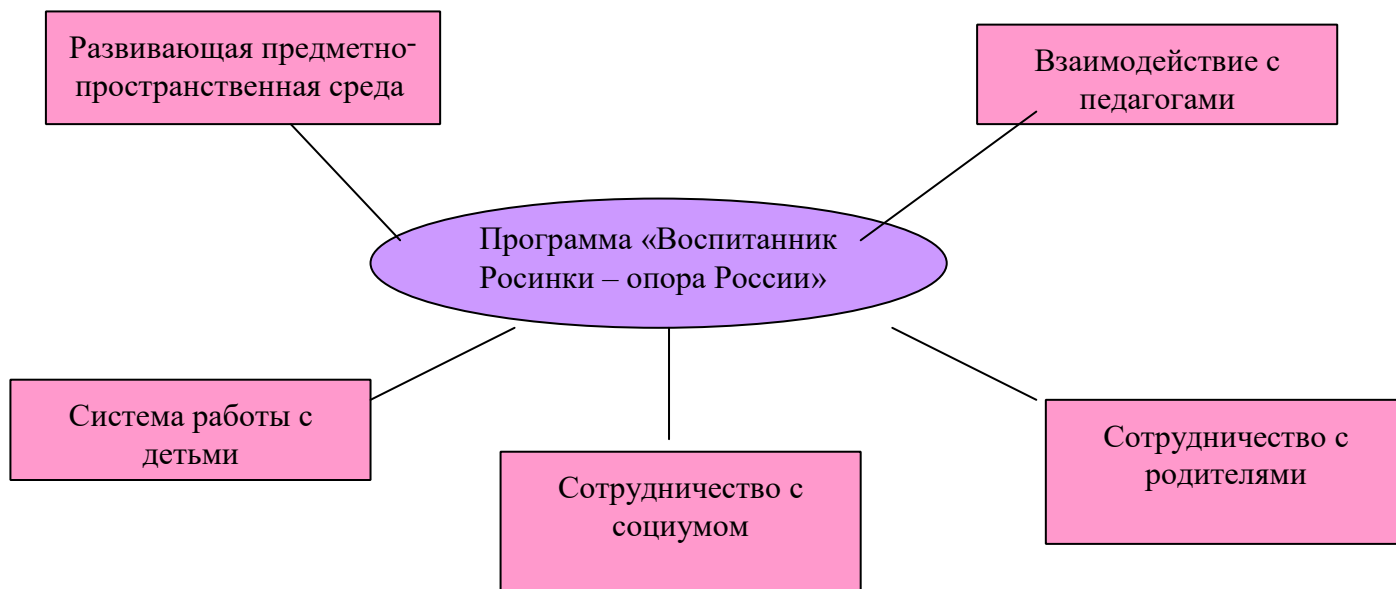 Развивающая предметно-
пространственная среда
Взаимодействие с
педагогами
Программа «Воспитанник
Росинки – опора России»
Система работы с
детьми
Сотрудничество с
социумом
Сотрудничество с
родителями